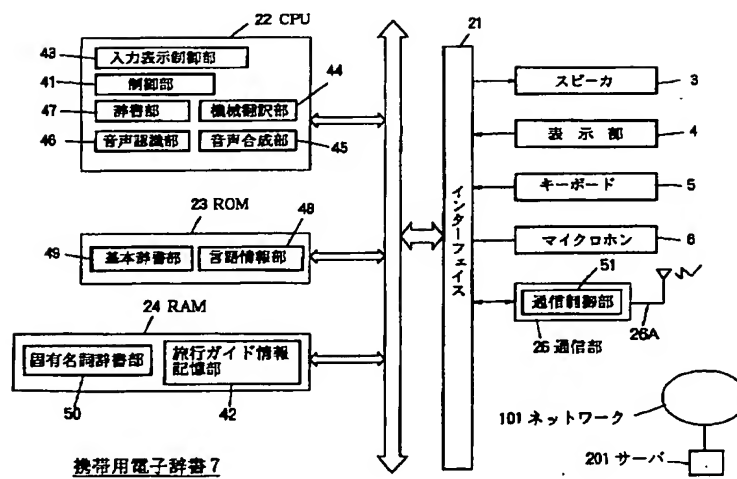 22 CPU
43
入力表示制御部
41
制御部
44
47
辞書部
機械翻訳部
46
音声認識部
音声合成部
45
23 ROM
48
49
基本辞書部
言語情報部
24 RAM
固有名詞辞書部
旅行ガイド情報
記憶部
50
42
携帯用電子辞書7
21
インターフェイス
スピーカ
3
表示部
4
キーボード
5
マイクロホン
6
51
通信制御部
26 通信部
26A
101 ネットワーク
201 サーバ